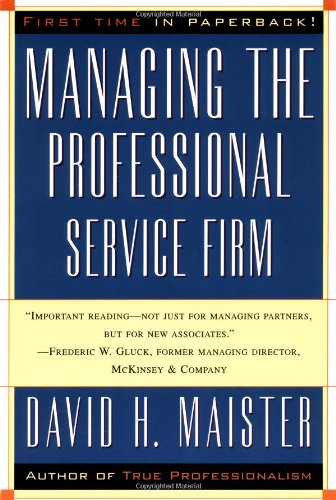 FIRST TIME IN PAPERBACK!
MANAGING THE
PROFESSIONAL
SERVICE FIRM
"IMPORTANT READING—NOT JUST FOR MANAGING PARTNERS,
BUT FOR NEW ASSOCIATES."
—FREDERIC W. GLUCK, FORMER MANAGING DIRECTOR,
MCKINSEY & COMPANY
DAVID H. MAISTER
AUTHOR OF TRUE PROFESSIONALISM